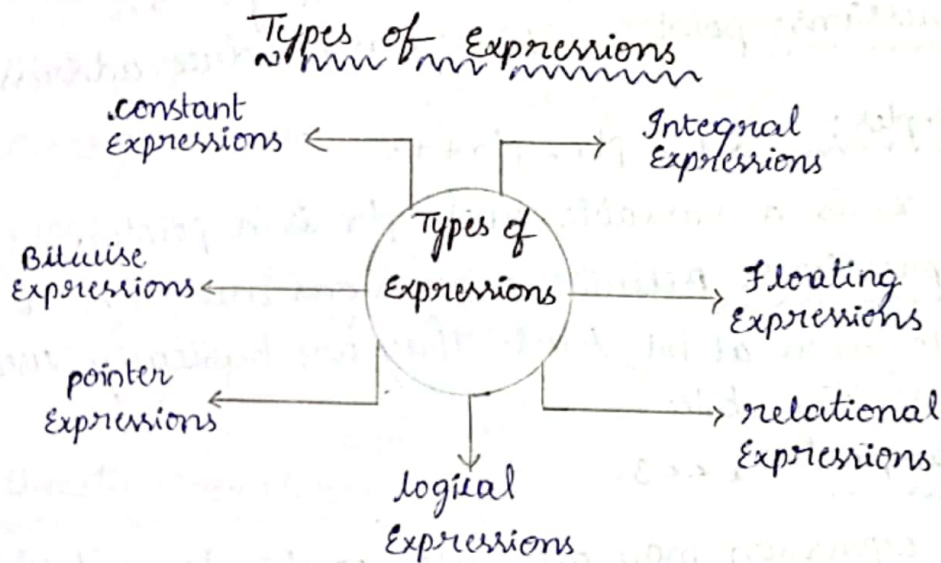 Types of Expressions
.constant
Expressions
Integral
Expressions
Types of
Expressions
Bitwise
Expressions
Floating
Expressions
pointer
Expressions
relational
Expressions
logical
Expressions